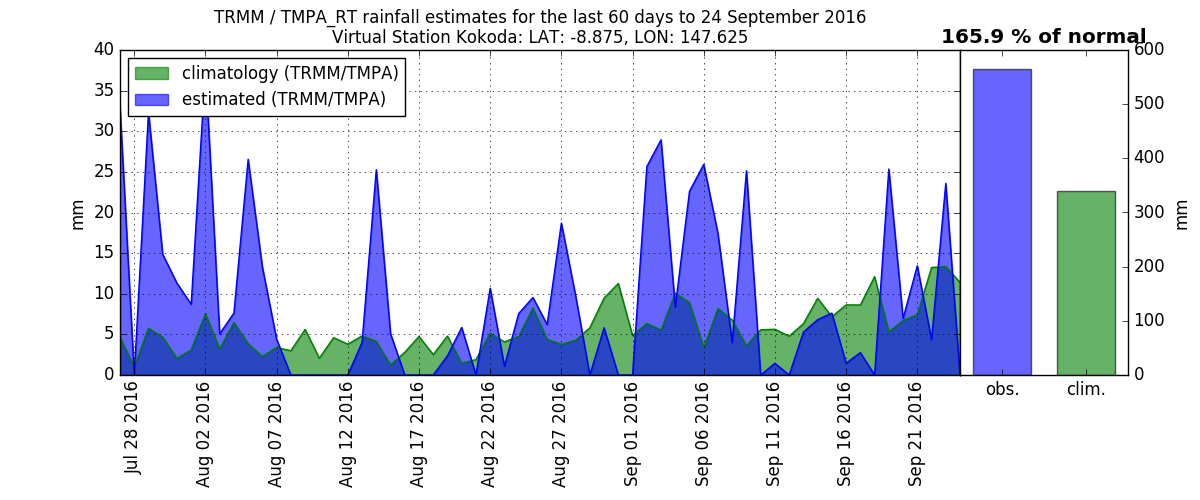 TRMM / TMPA_RT rainfall estimates for the last 60 days to 24 September 2016
Virtual Station Kokoda: LAT: -8.875, LON: 147.625
165.9 % of normal
climatology (TRMM/TMPA)
estimated (TRMM/TMPA)
mm
40
35
30
25
20
15
10
5
0
Jul 28 2016
Aug 02 2016
Aug 07 2016
Aug 12 2016
Aug 17 2016
Aug 22 2016
Aug 27 2016
Sep 01 2016
Sep 06 2016
Sep 11 2016
Sep 16 2016
Sep 21 2016
obs.
clim.
600
500
400
300
200
100
0
mm